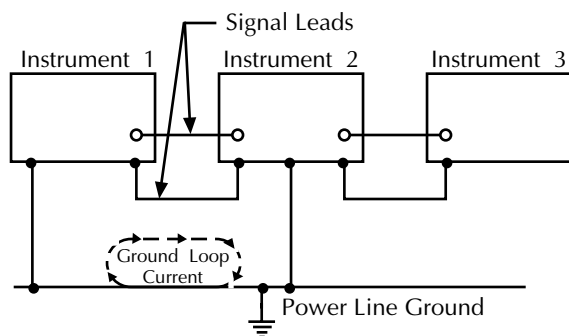 Signal Leads
Instrument 1
Instrument 2
Instrument 3
Ground Loop
Current
Power Line Ground